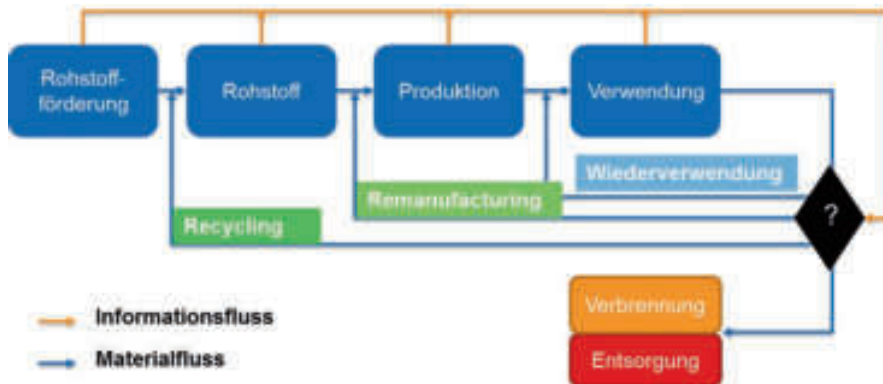 Rohstoff-
förderung
Rohstoff
Produktion
Verwendung
Wiederverwendung
Remanufacturing
Recycling
?
Verbrennung
Entsorgung
Informationsfluss
Materialfluss